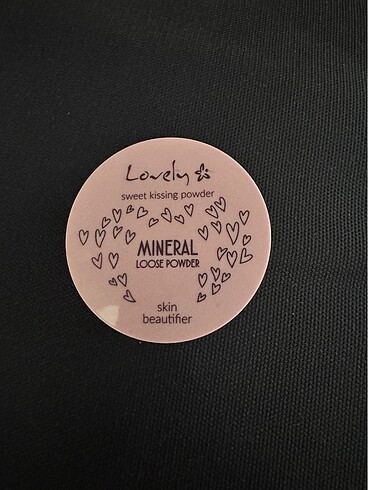 Lovely
sweet kissing powder
MINERAL
LOOSE POWDER
skin
beautifier